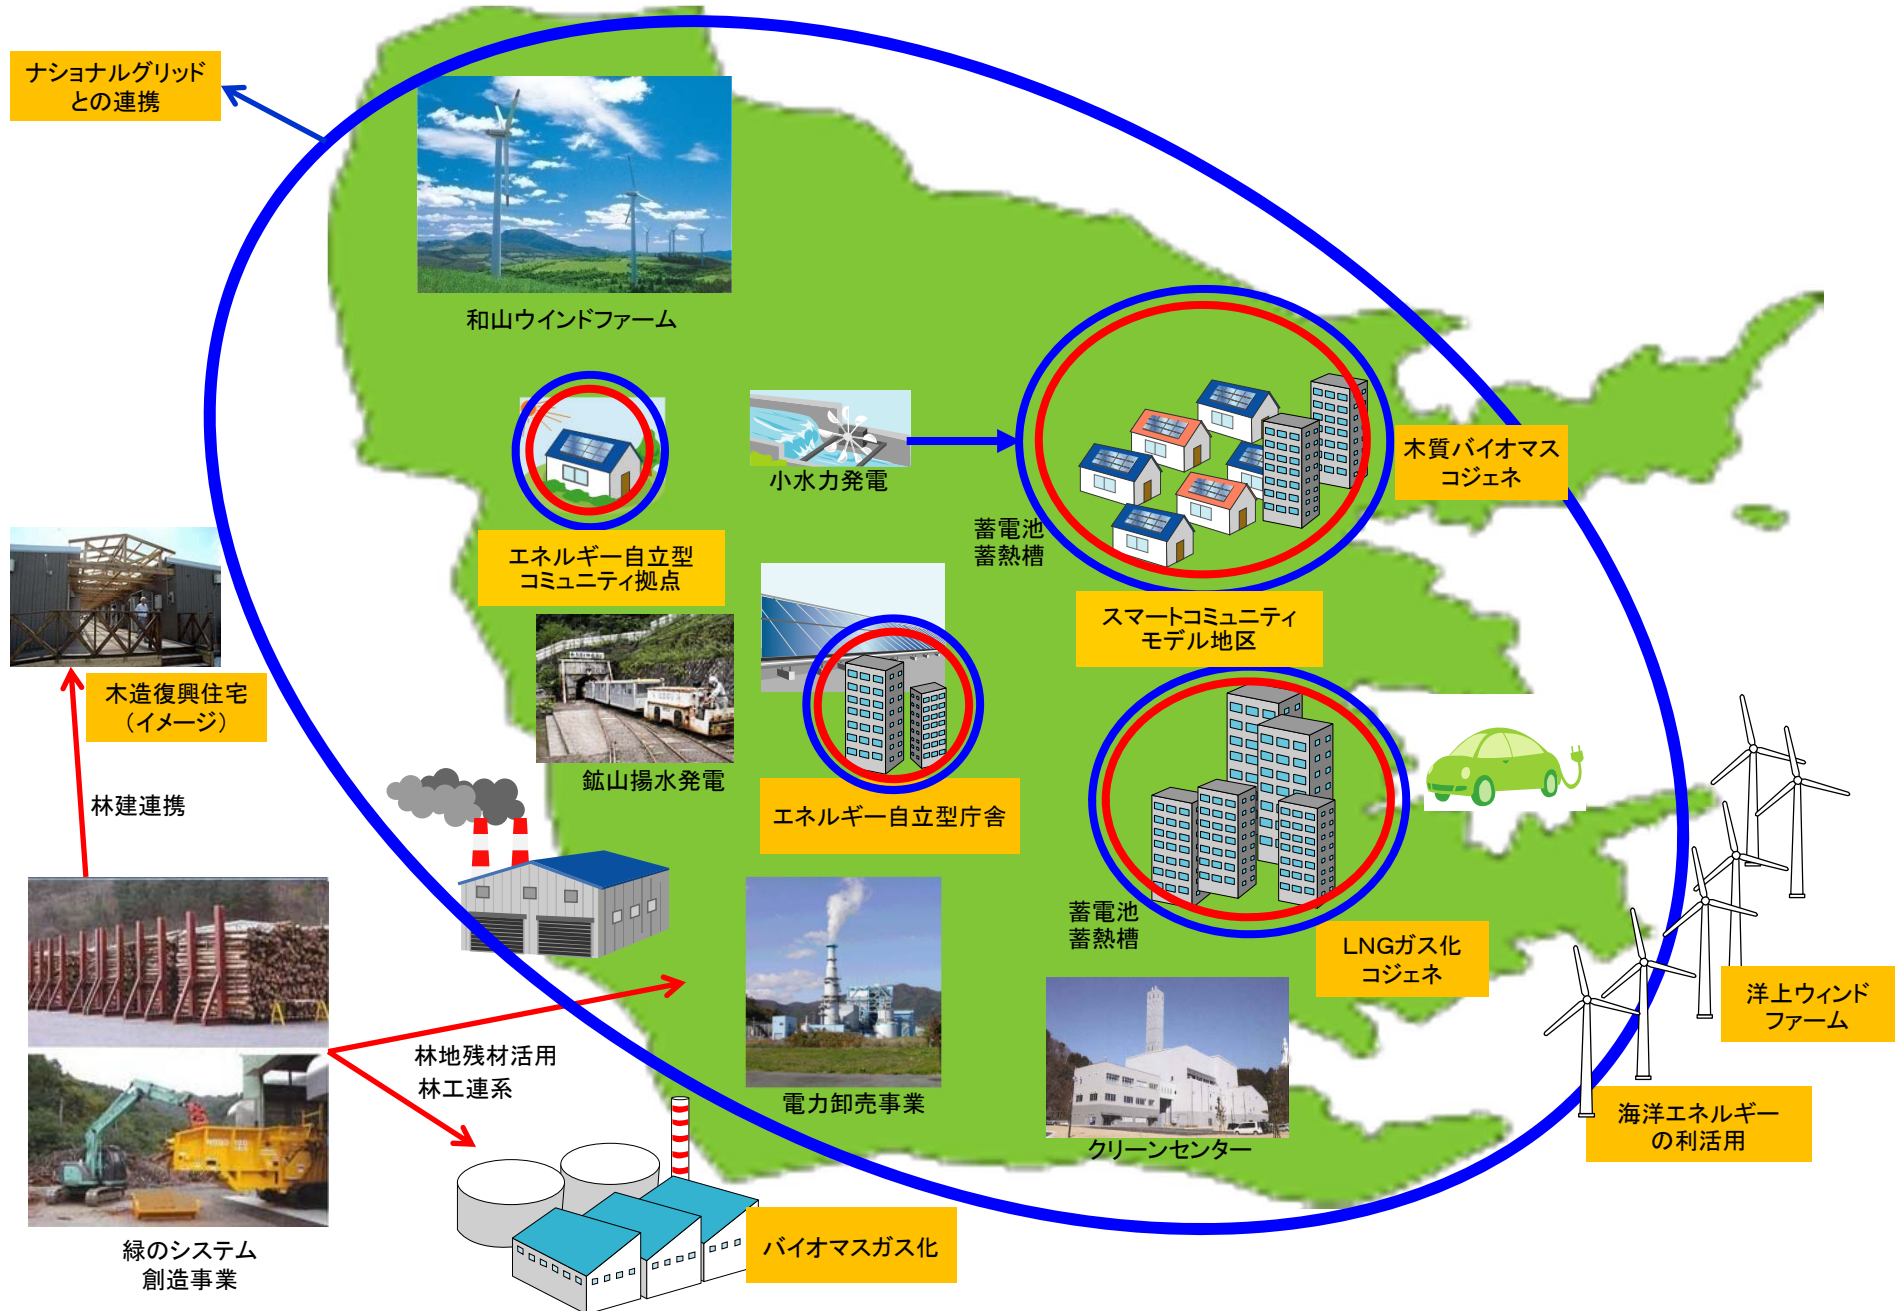 ナショナルグリッド
との連携
和山ウインドファーム
小水力発電
木質バイオマス
コジェネ
蓄電池
蓄熱槽
エネルギー自立型
コミュニティ拠点
スマートコミュニティ
モデル地区
木造復興住宅
（イメージ）
鉱山揚水発電
林建連携
エネルギー自立型庁舎
蓄電池
蓄熱槽
LNGガス化
コジェネ
洋上ウィンド
ファーム
林地残材活用
林工連系
電力卸売事業
海洋エネルギー
の利活用
クリーンセンター
緑のシステム
創造事業
バイオマスガス化